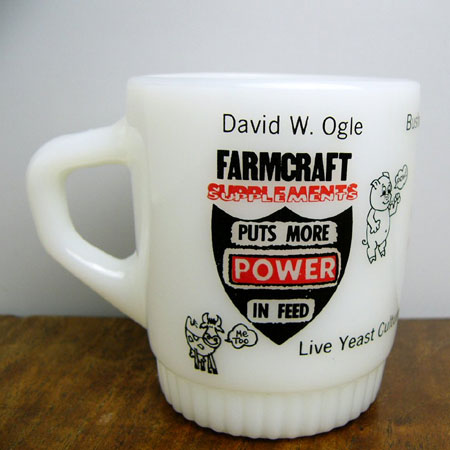 David W. Ogle
FARMCRAFT
SUPPLEMENTS
PUTS MORE
POWER
IN FEED
ME TOO
Live Yeast